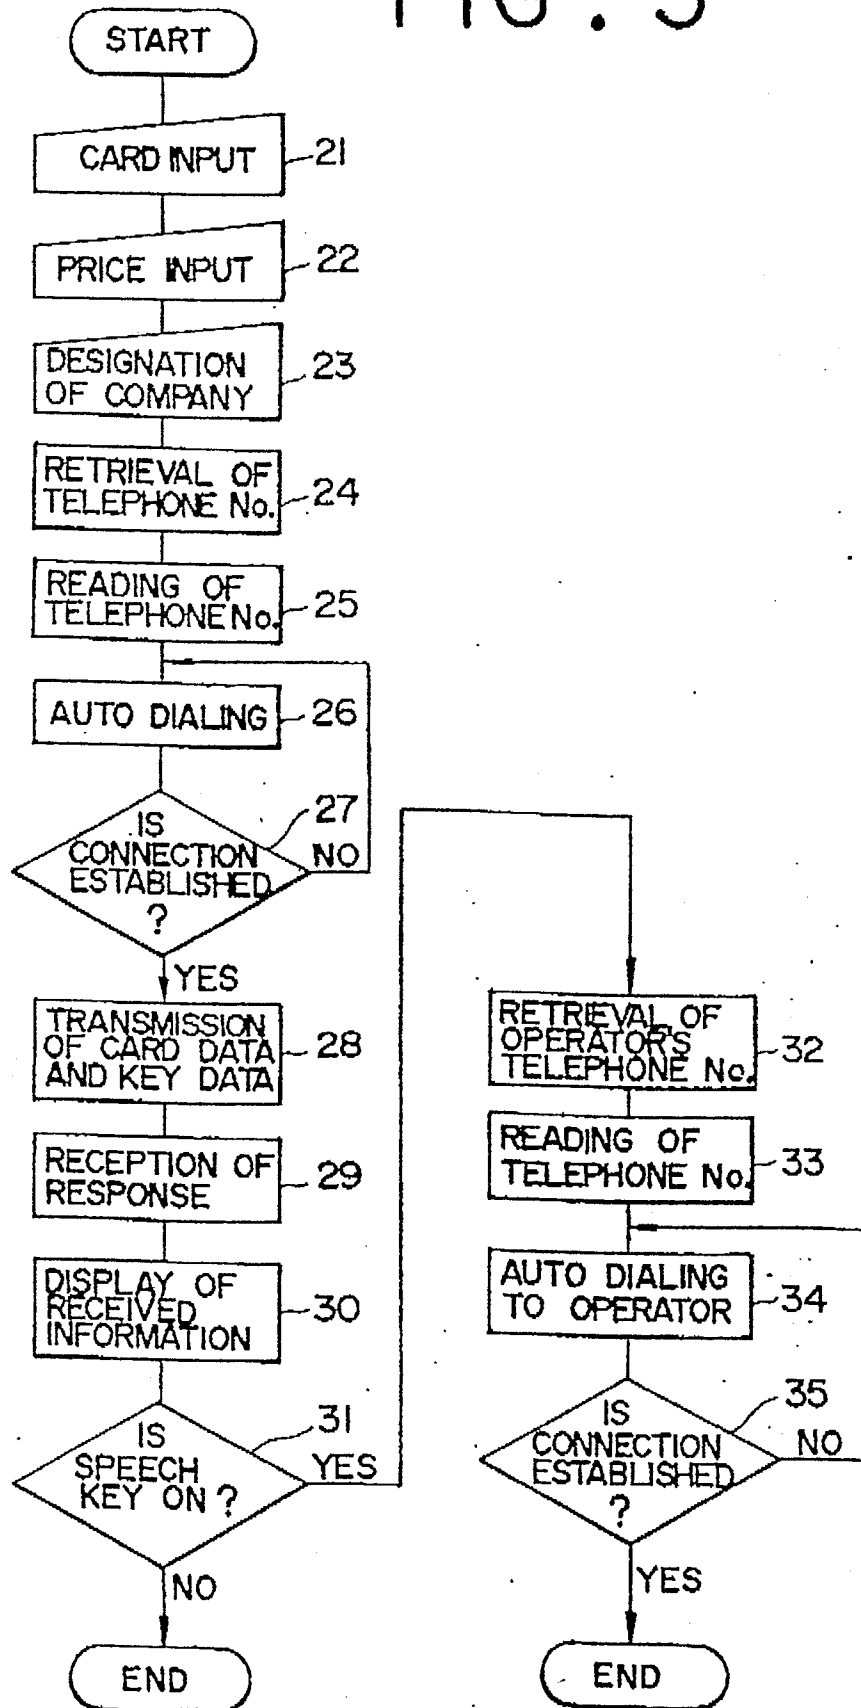 FIG. 3
START
CARD INPUT
21
PRICE INPUT
22
DESIGNATION
OF COMPANY
23
RETRIEVAL OF
TELEPHONE No.
24
READING OF
TELEPHONE No.
25
AUTO DIALING
26
IS
CONNECTION
ESTABLISHED
?
27
NO
YES
TRANSMISSION
OF CARD DATA
AND KEY DATA
28
RECEPTION OF
RESPONSE
29
DISPLAY OF
RECEIVED
INFORMATION
30
IS
SPEECH
KEY ON ?
31
YES
NO
END
RETRIEVAL OF
OPERATOR'S
TELEPHONE No.
32
READING OF
TELEPHONE No.
33
AUTO DIALING
TO OPERATOR
34
IS
CONNECTION
ESTABLISHED
?
35
NO
YES
END